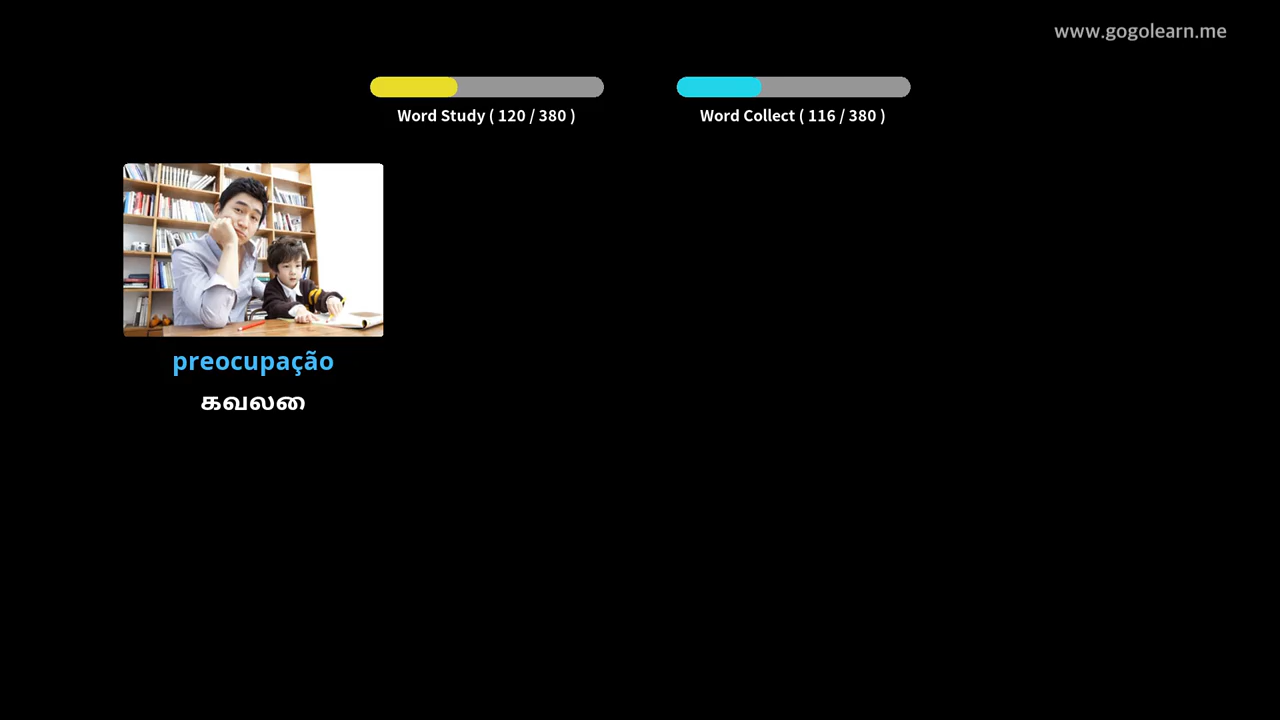 www.gogolearn.me
Word Study ( 120 / 380 )
Word Collect ( 116 / 380 )
preocupação
கவலை